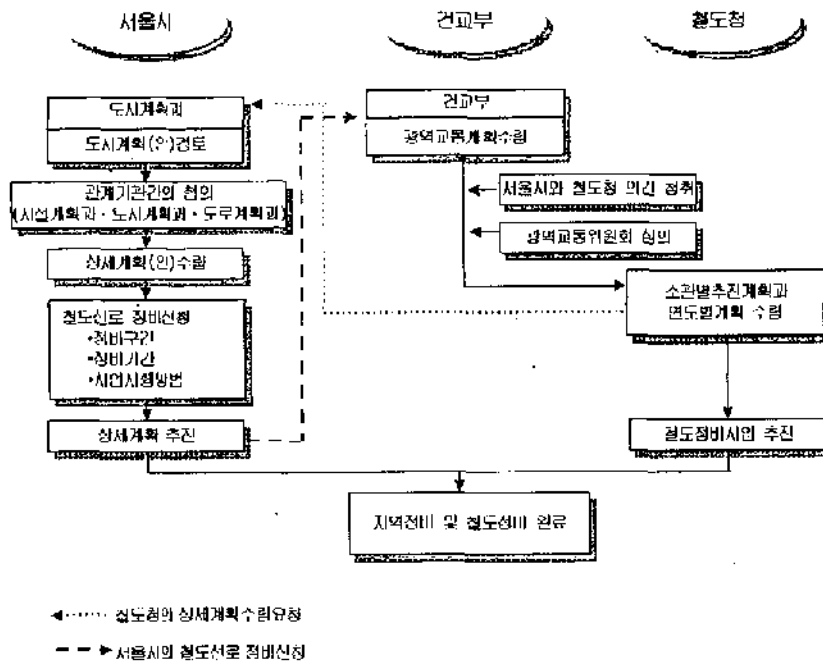 서울시
건교부
철도청
도시계획과
도시계획(안)검토
관계기관간의 협의
(시설계획과·도시계획과·도로계획과)
상세계획(안)수립
철도선로 정비신청
•정비구간
•정비기간
•사업시행방법
상세계획 추진
건교부
광역교통계획수립
서울시와 철도청 의견 청취
광역교통위원회 심의
소관별추진계획과
연도별계획 수립
철도정비사업 추진
지역정비 및 철도정비 완료
철도청의 상세계획수립요청
서울시의 철도선로 정비신청